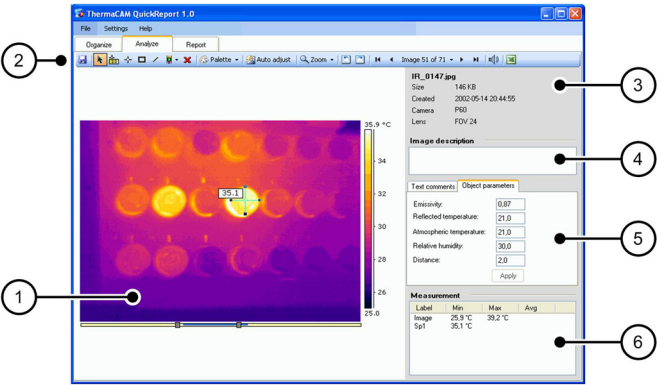 ThermaCAM QuickReport 1.0
File Settings Help
Organize Analyze Report
Palette Auto adjust Zoom Image 51 of 71
IR_0147.jpg
Size 146 KB
Created 2002-05-14 20:44:55
Camera P60
Lens FOV 24
Image description
Text comments Object parameters
Emissivity: 0,87
Reflected temperature: 21,0
Atmospheric temperature: 21,0
Relative humidity: 30,0
Distance: 2,0
Apply
Measurement
Label Min Max Avg
Image 25,9 °C 39,2 °C
Sp1 35,1 °C
35.9 °C
34
32
30
28
26
25.0
35.1
1
2
3
4
5
6